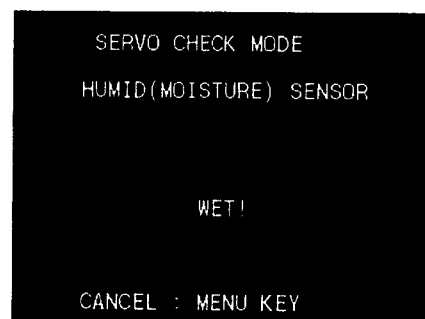 SERVO CHECK MODE
HUMID(MOISTURE) SENSOR
WET!
CANCEL : MENU KEY